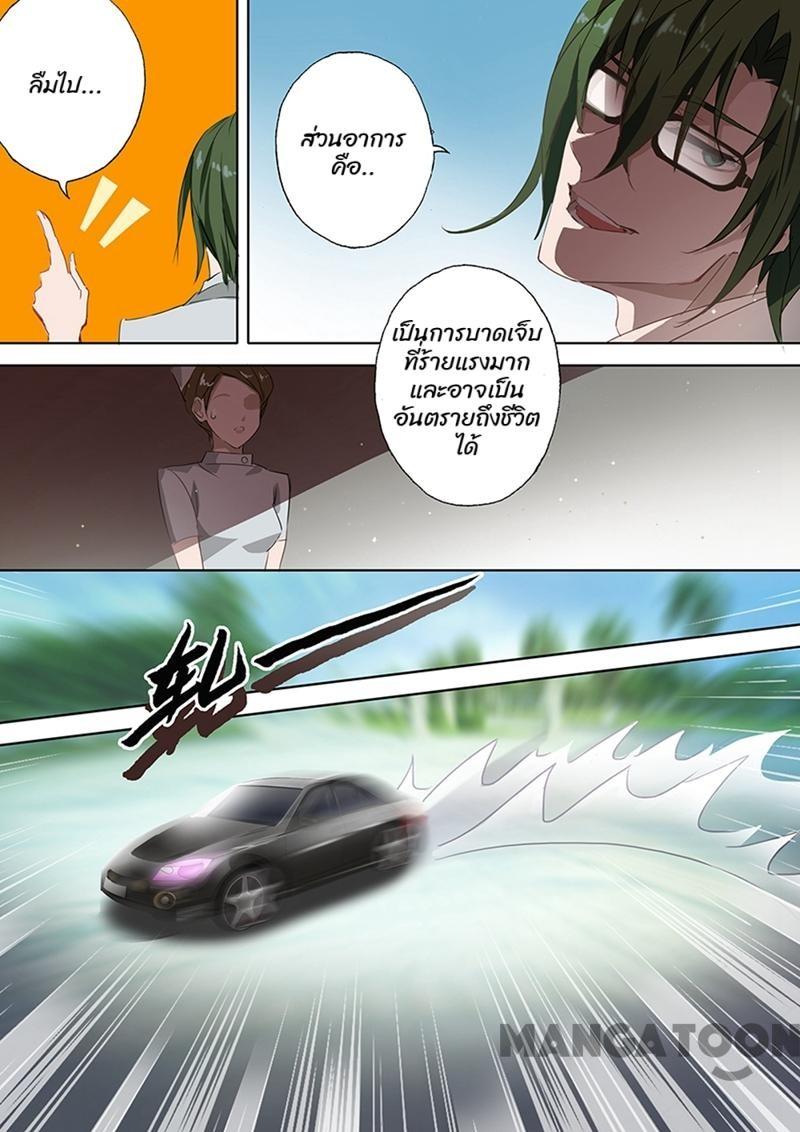 ลืมไป...
ส่วนอาการ
คือ..
เป็นการบาดเจ็บ
ที่ร้ายแรงมาก
และอาจเป็น
อันตรายถึงชีวิต
ได้
轧一
MANGATOON